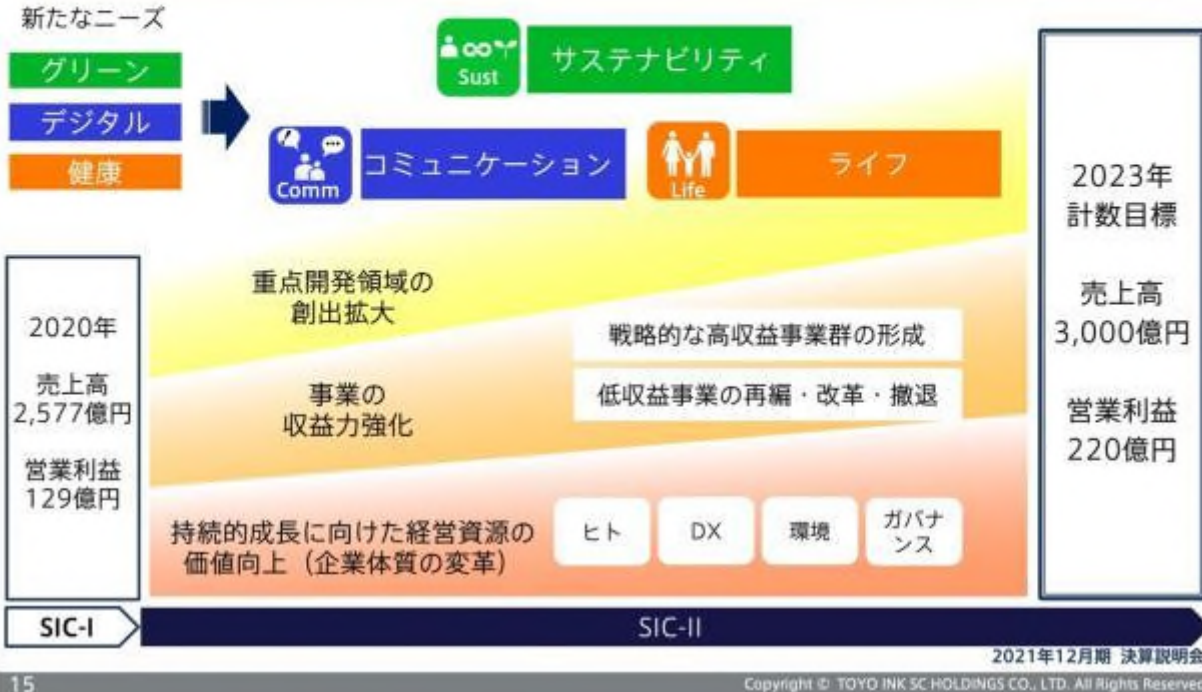 新たなニーズ
グリーン
デジタル
健康
Sust
サステナビリティ
Comm
コミュニケーション
Life
ライフ
2020年
売上高
2,577億円
営業利益
129億円
重点開発領域の
創出拡大
事業の
収益力強化
戦略的な高収益事業群の形成
低収益事業の再編・改革・撤退
持続的成長に向けた経営資源の
価値向上（企業体質の変革）
ヒト
DX
環境
ガバナ
ンス
2023年
計数目標
売上高
3,000億円
営業利益
220億円
SIC-I
SIC-II
2021年12月期 決算説明会
15
Copyright © TOYO INK SC HOLDINGS CO., LTD. All Rights Reserved